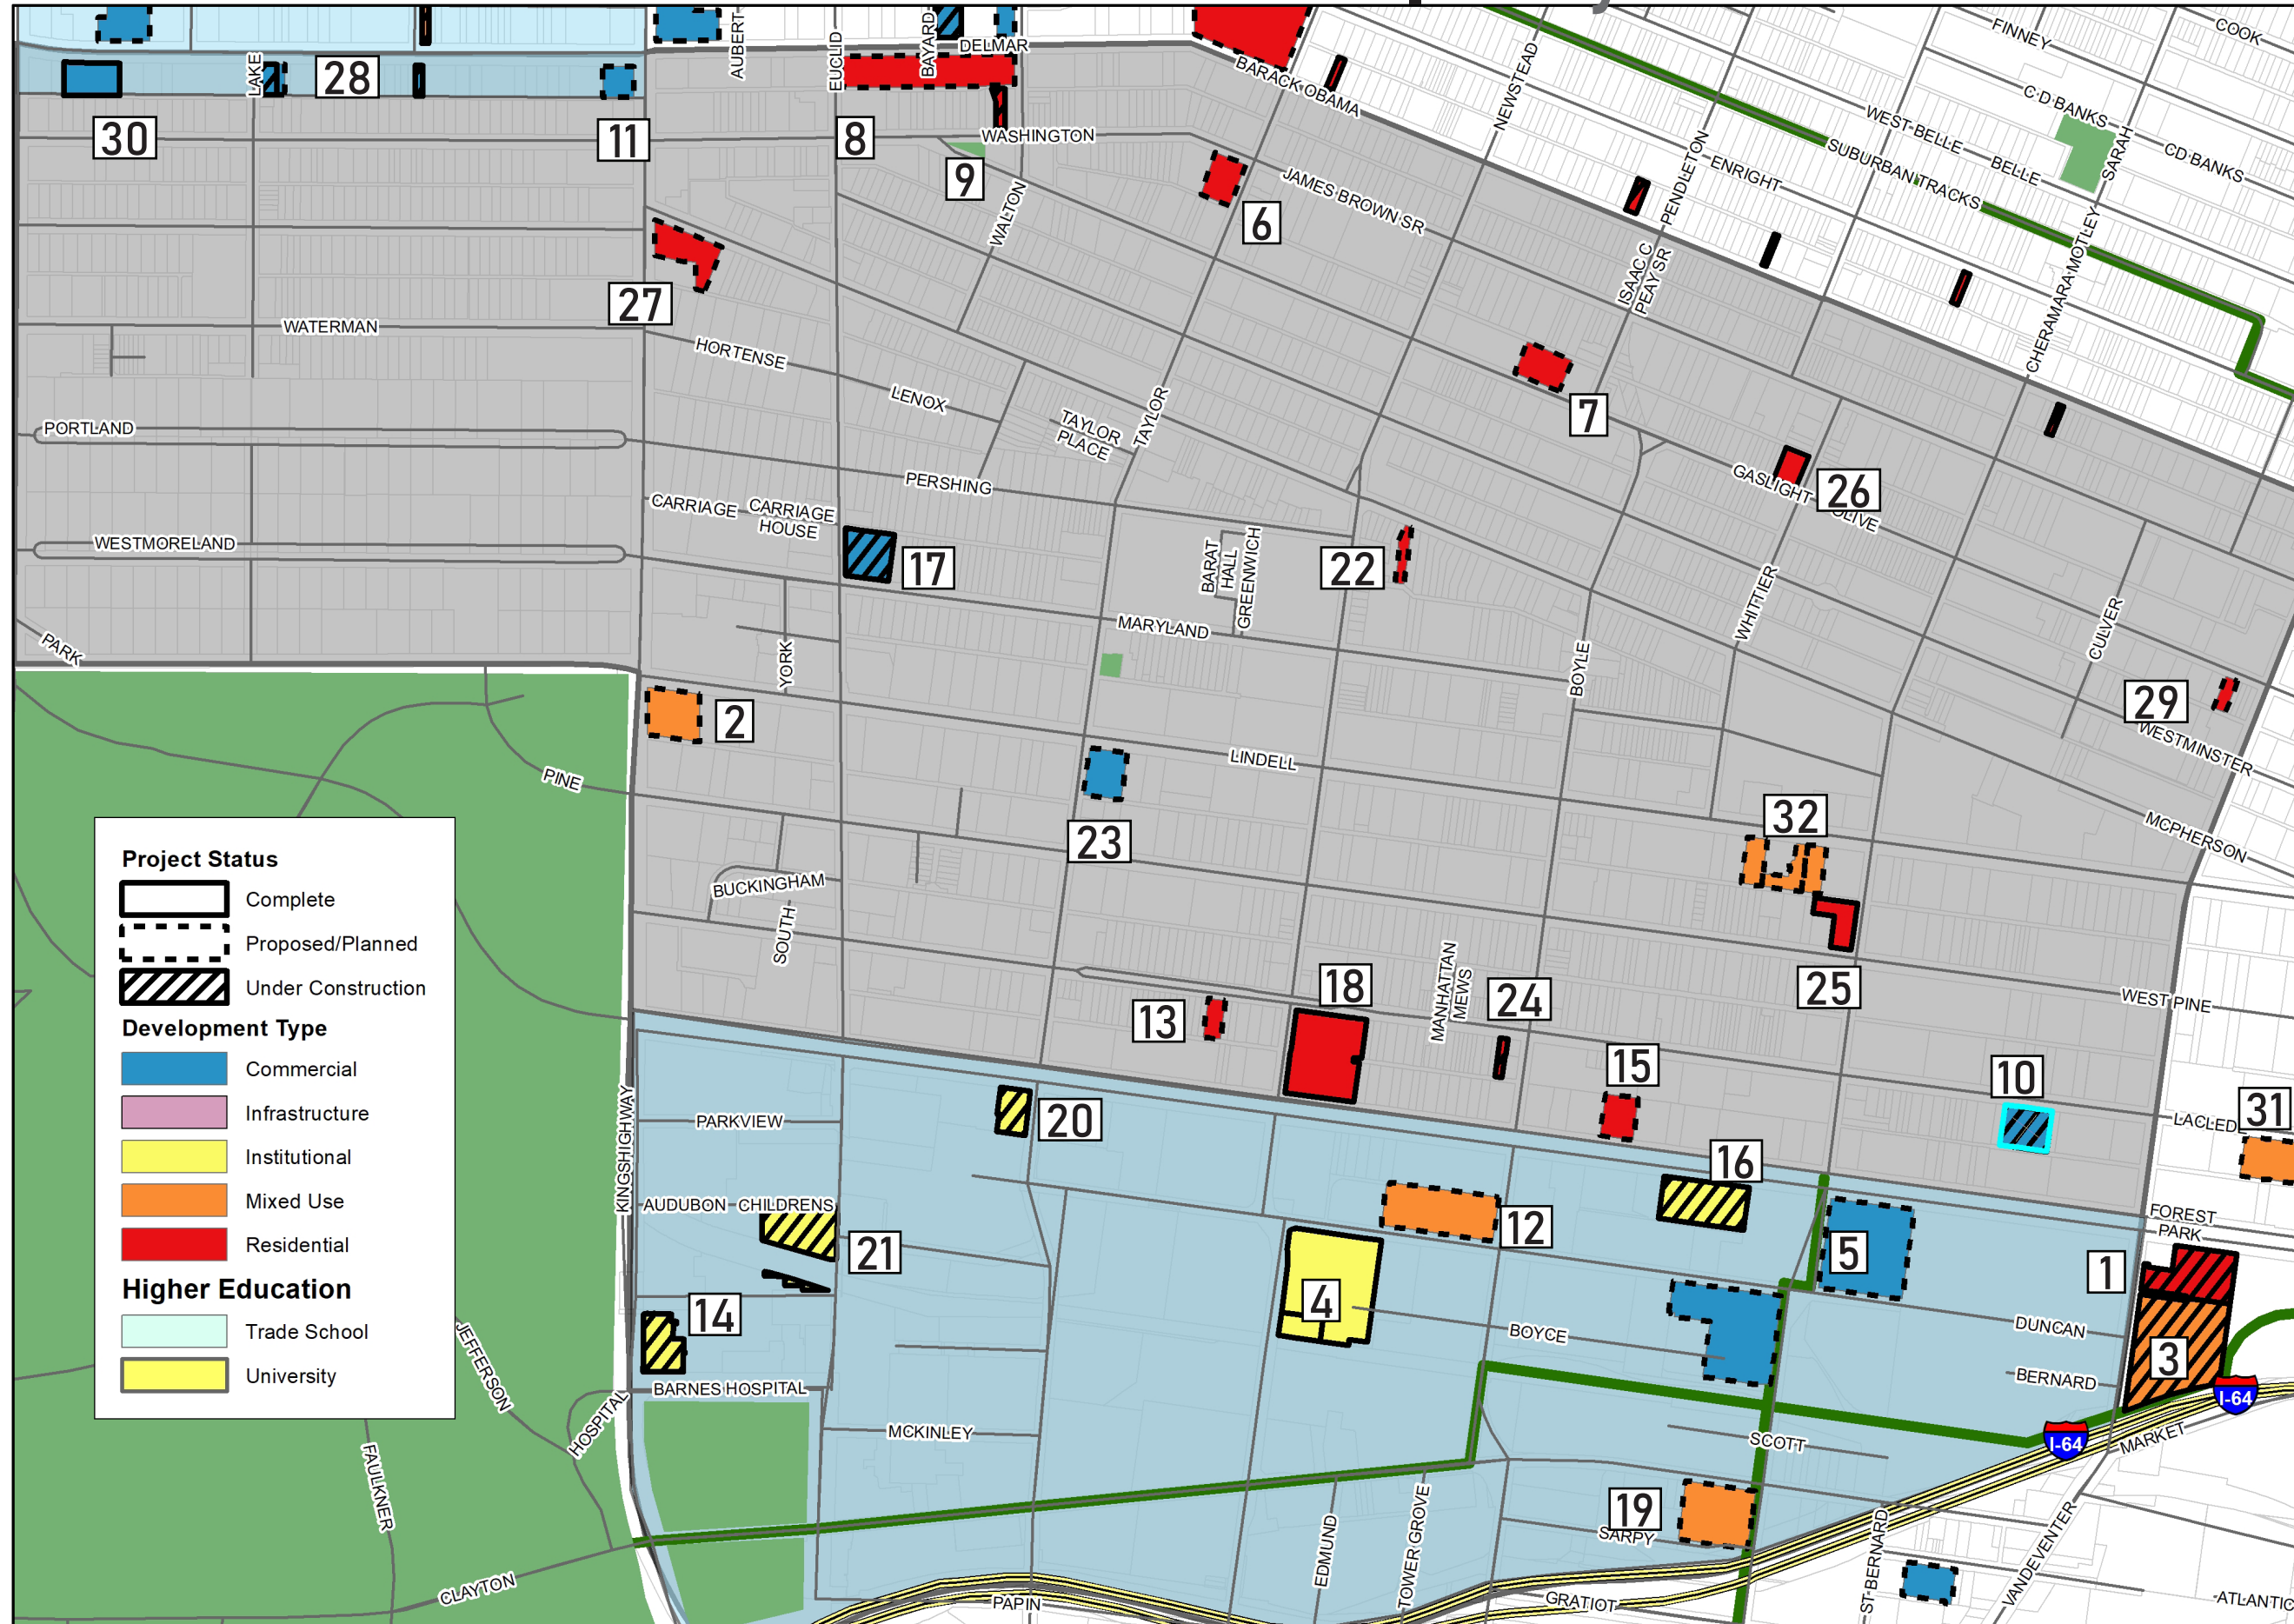 FINNEY
COOK
AUBERT
EUCLID
BAYARD
DELMAR
BARACK OBAMA
NEWSTEAD
C D BANKS
WEST BELLE
BELLE
CD BANKS
SARAH
SUBURBAN TRACKS
ENRIGHT
PENDLETON
LAKE
28
30
11
8
WASHINGTON
9
WALTON
6
JAMES BROWN SR
ISAAC C
PEAY SR
CHERAMARA MOTLEY
27
WATERMAN
HORTENSE
LENOX
TAYLOR
PLACE
TAYLOR
7
PORTLAND
PERSHING
GASLIGHT
26
OLIVE
CARRIAGE
CARRIAGE
HOUSE
WESTMORELAND
17
BARAT
HALL
GREENWICH
22
MARYLAND
WHITTIER
CULVER
PARK
YORK
BOYLE
29
WESTMINSTER
2
LINDELL
PINE
23
32
MCPHERSON
BUCKINGHAM
SOUTH
25
WEST PINE
MANHATTAN
MEWS
18
24
13
15
10
31
LACLEDE
KINGSHIGHWAY
PARKVIEW
20
16
AUDUBON
CHILDRENS
21
12
5
FOREST
PARK
1
14
4
BOYCE
DUNCAN
3
BERNARD
I-64
I-64
MARKET
BARNES HOSPITAL
HOSPITAL
JEFFERSON
MCKINLEY
SCOTT
FAULKNER
19
SARPY
EDMUND
TOWER GROVE
ST BERNARD
VANDEVENTER
CLAYTON
PAPIN
GRATIOT
ATLANTIC
Project Status
Complete
Proposed/Planned
Under Construction
Development Type
Commercial
Infrastructure
Institutional
Mixed Use
Residential
Higher Education
Trade School
University